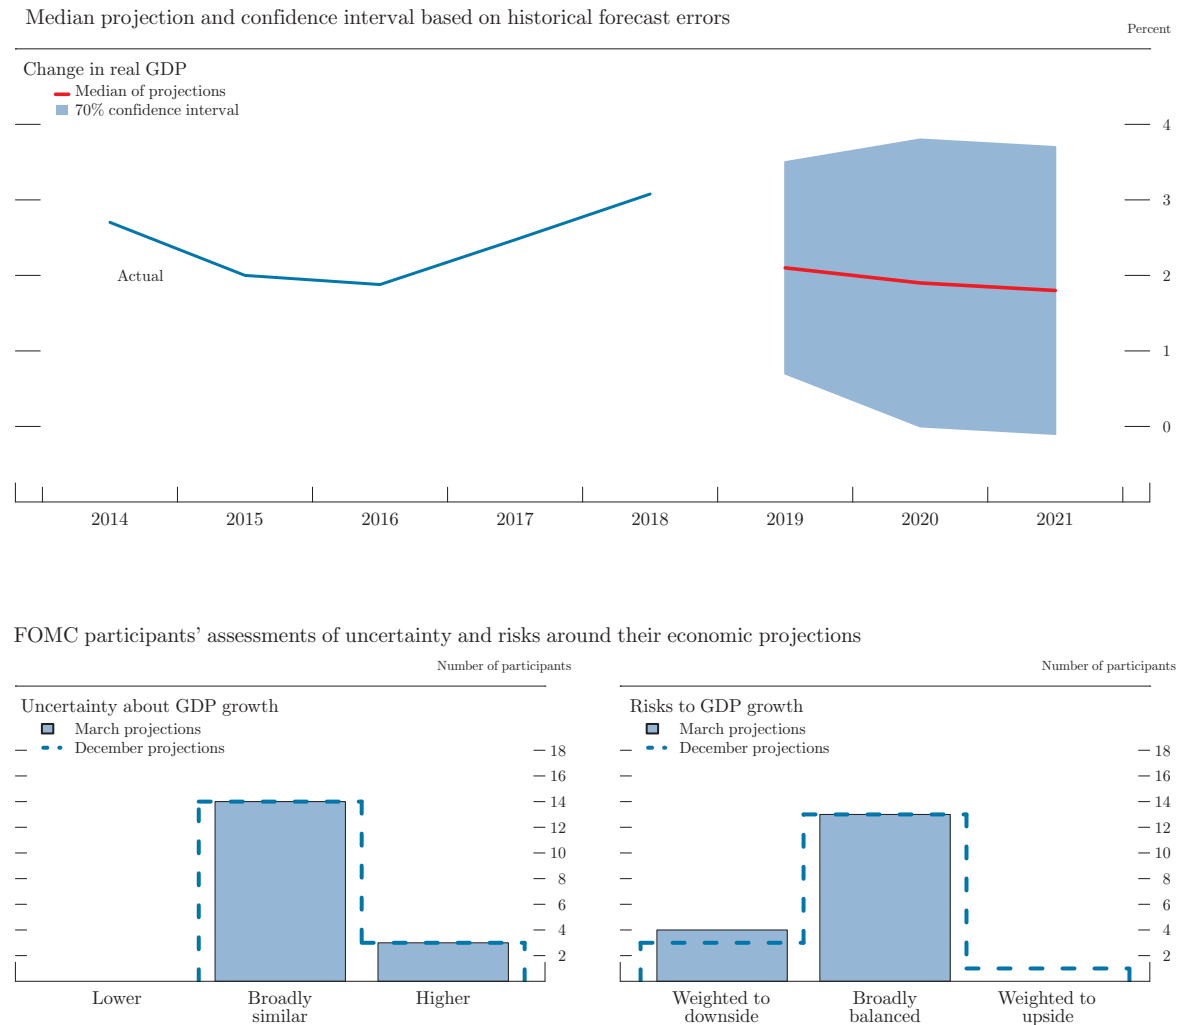 Median projection and confidence interval based on historical forecast errors
Percent
Change in real GDP
Median of projections
70% confidence interval
4
3
Actual
2
1
0
2014 2015 2016 2017 2018 2019 2020 2021
FOMC participants’ assessments of uncertainty and risks around their economic projections
Number of participants
Uncertainty about GDP growth
March projections
December projections
18
16
14
12
10
8
6
4
2
Lower Broadly Higher
similar
Number of participants
Risks to GDP growth
March projections
December projections
18
16
14
12
10
8
6
4
2
Weighted to Broadly Weighted to
downside balanced upside